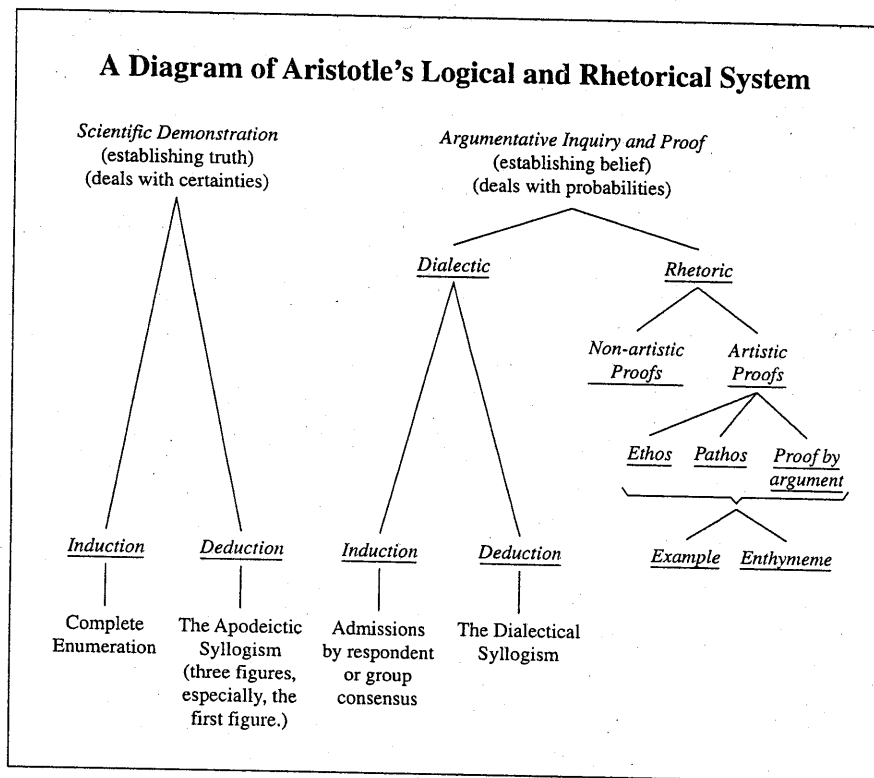 A Diagram of Aristotle's Logical and Rhetorical System
Scientific Demonstration
(establishing truth)
(deals with certainties)
Argumentative Inquiry and Proof
(establishing belief)
(deals with probabilities)
Dialectic
Rhetoric
Non-artistic
Proofs
Artistic
Proofs
Ethos
Pathos
Proof by
argument
Example
Enthymeme
Induction
Deduction
Induction
Deduction
Complete
Enumeration
The Apodeictic
Syllogism
(three figures,
especially, the
first figure.)
Admissions
by respondent
or group
consensus
The Dialectical
Syllogism